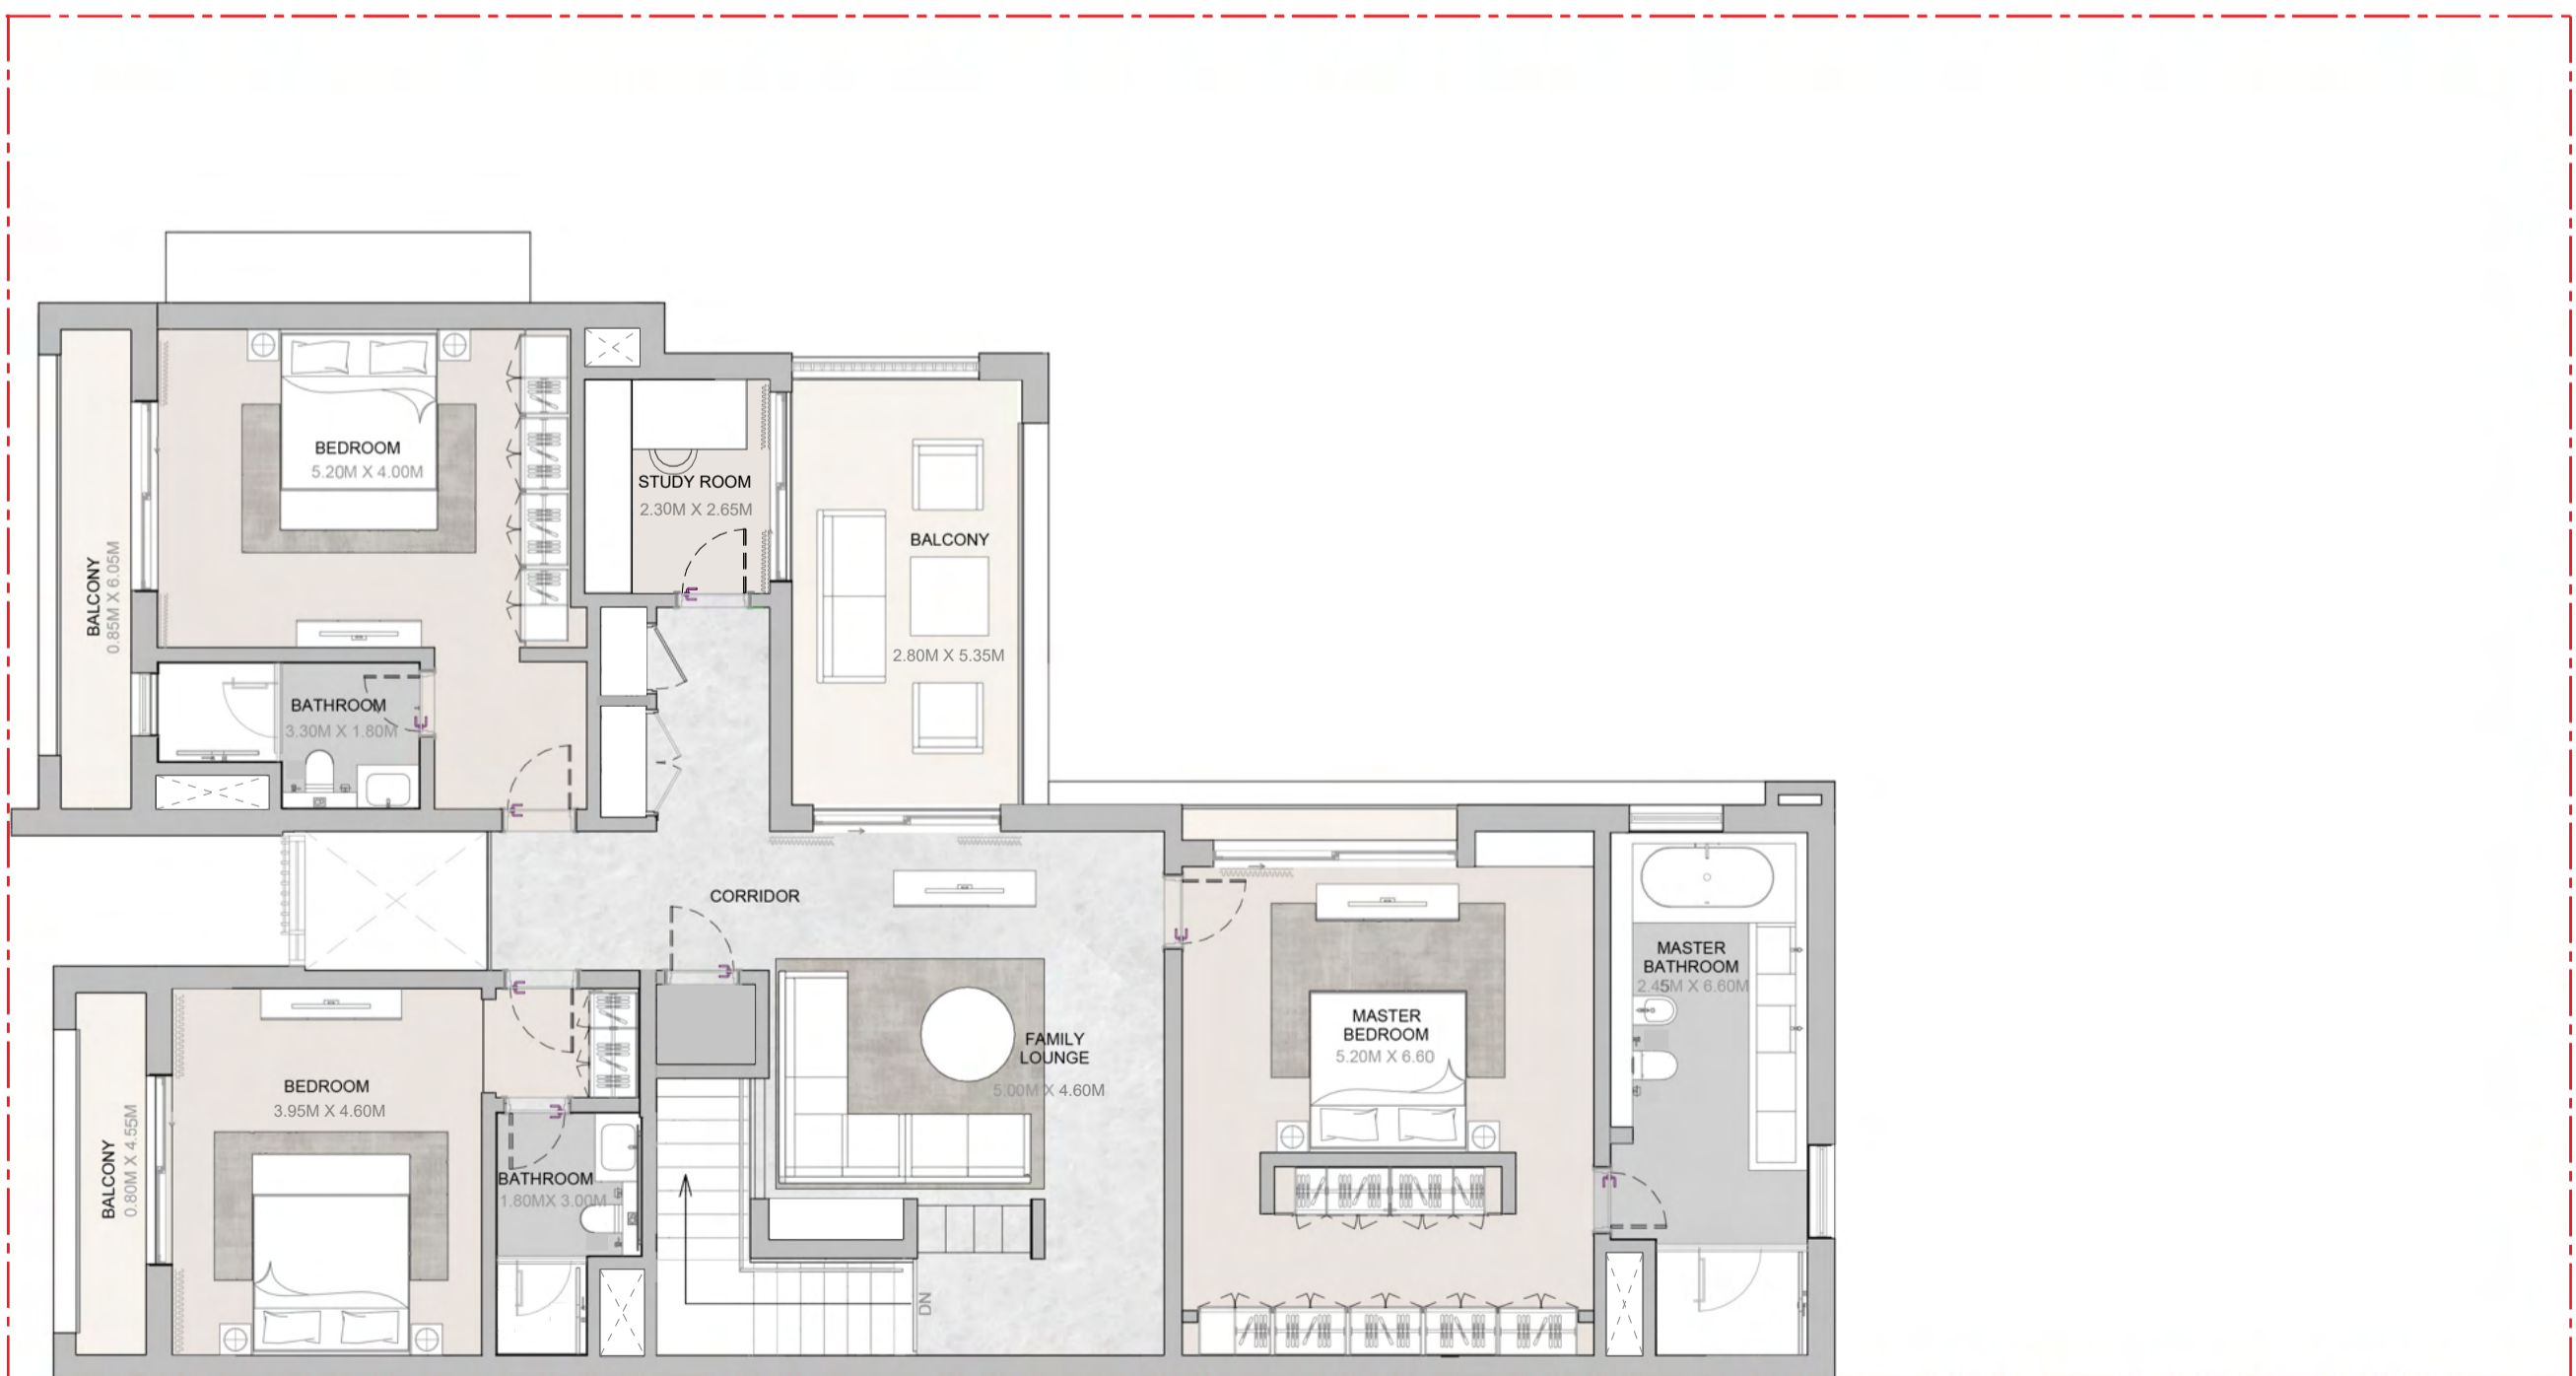 BEDROOM
5.20M X 4.00M
STUDY ROOM
2.30M X 2.65M
BALCONY
2.80M X 5.35M
BALCONY
0.85M X 6.05M
BATHROOM
3.30M X 1.80M
CORRIDOR
MASTER
BATHROOM
2.45M X 6.60M
MASTER
BEDROOM
5.20M X 6.60
FAMILY
LOUNGE
5.00M X 4.60M
BEDROOM
3.95M X 4.60M
BALCONY
0.80M X 4.55M
BATHROOM
1.80MX 3.00M
DN